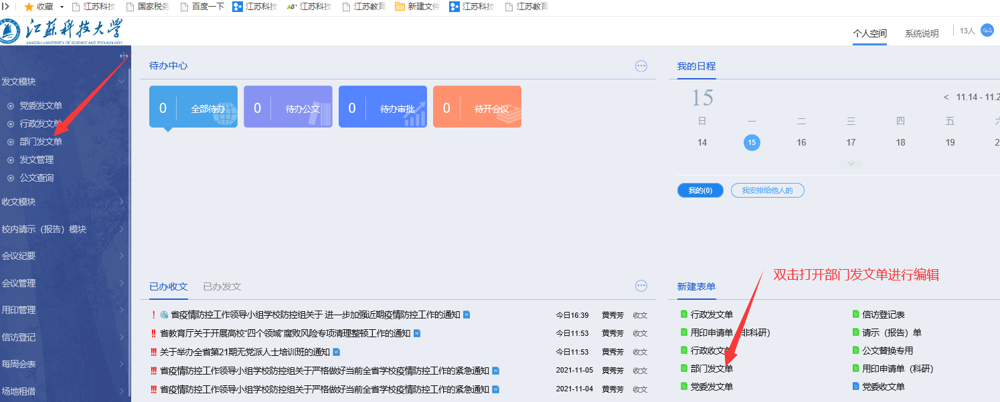 收藏 江苏科技 国家税务 百度一下 江苏科技 江苏科技 江苏教育 新建文件 江苏科技 江苏教育
江苏科技大学
JIANGSU UNIVERSITY OF SCIENCE AND TECHNOLOGY
个人空间 系统说明 13人
发文模块
党委发文单
行政发文单
部门发文单
发文管理
公文查询
收文模块
校内请示（报告）模块
会议纪要
会议管理
用印管理
信访登记
每周会表
场地租借
待办中心
0 全部待办 0 待办公文 0 待办审批 0 待开会议
我的日程
15 < 11.14 - 11.2
日 一 二 三 四 五
14 15 16 17 18 19 2
我的(0) 我安排给他人的
已办收文 已办发文
! 省疫情防控工作领导小组学校防控组关于 进一步加强近期疫情防控工作的通知 今日16:39 黄秀芳 收文
!! 省教育厅关于开展高校“四个领域”腐败风险专项清理整顿工作的通知 今日11:53 黄秀芳 收文
!!! 关于举办全省第21期无党派人士培训班的通知 今日11:53 黄秀芳 收文
!!! 省疫情防控工作领导小组学校防控组关于严格做好当前全省学校疫情防控工作的紧急通知 2021-11-05 黄秀芳 收文
!!! 省疫情防控工作领导小组学校防控组关于严格做好当前全省学校疫情防控工作的紧急通知 2021-11-04 黄秀芳 收文
双击打开部门发文单进行编辑
新建表单
行政发文单 信访登记表
用印申请单（非科研） 请示（报告）单
行政收文单 公文替换专用
部门发文单 用印申请单（科研）
党委发文单 党委收文单